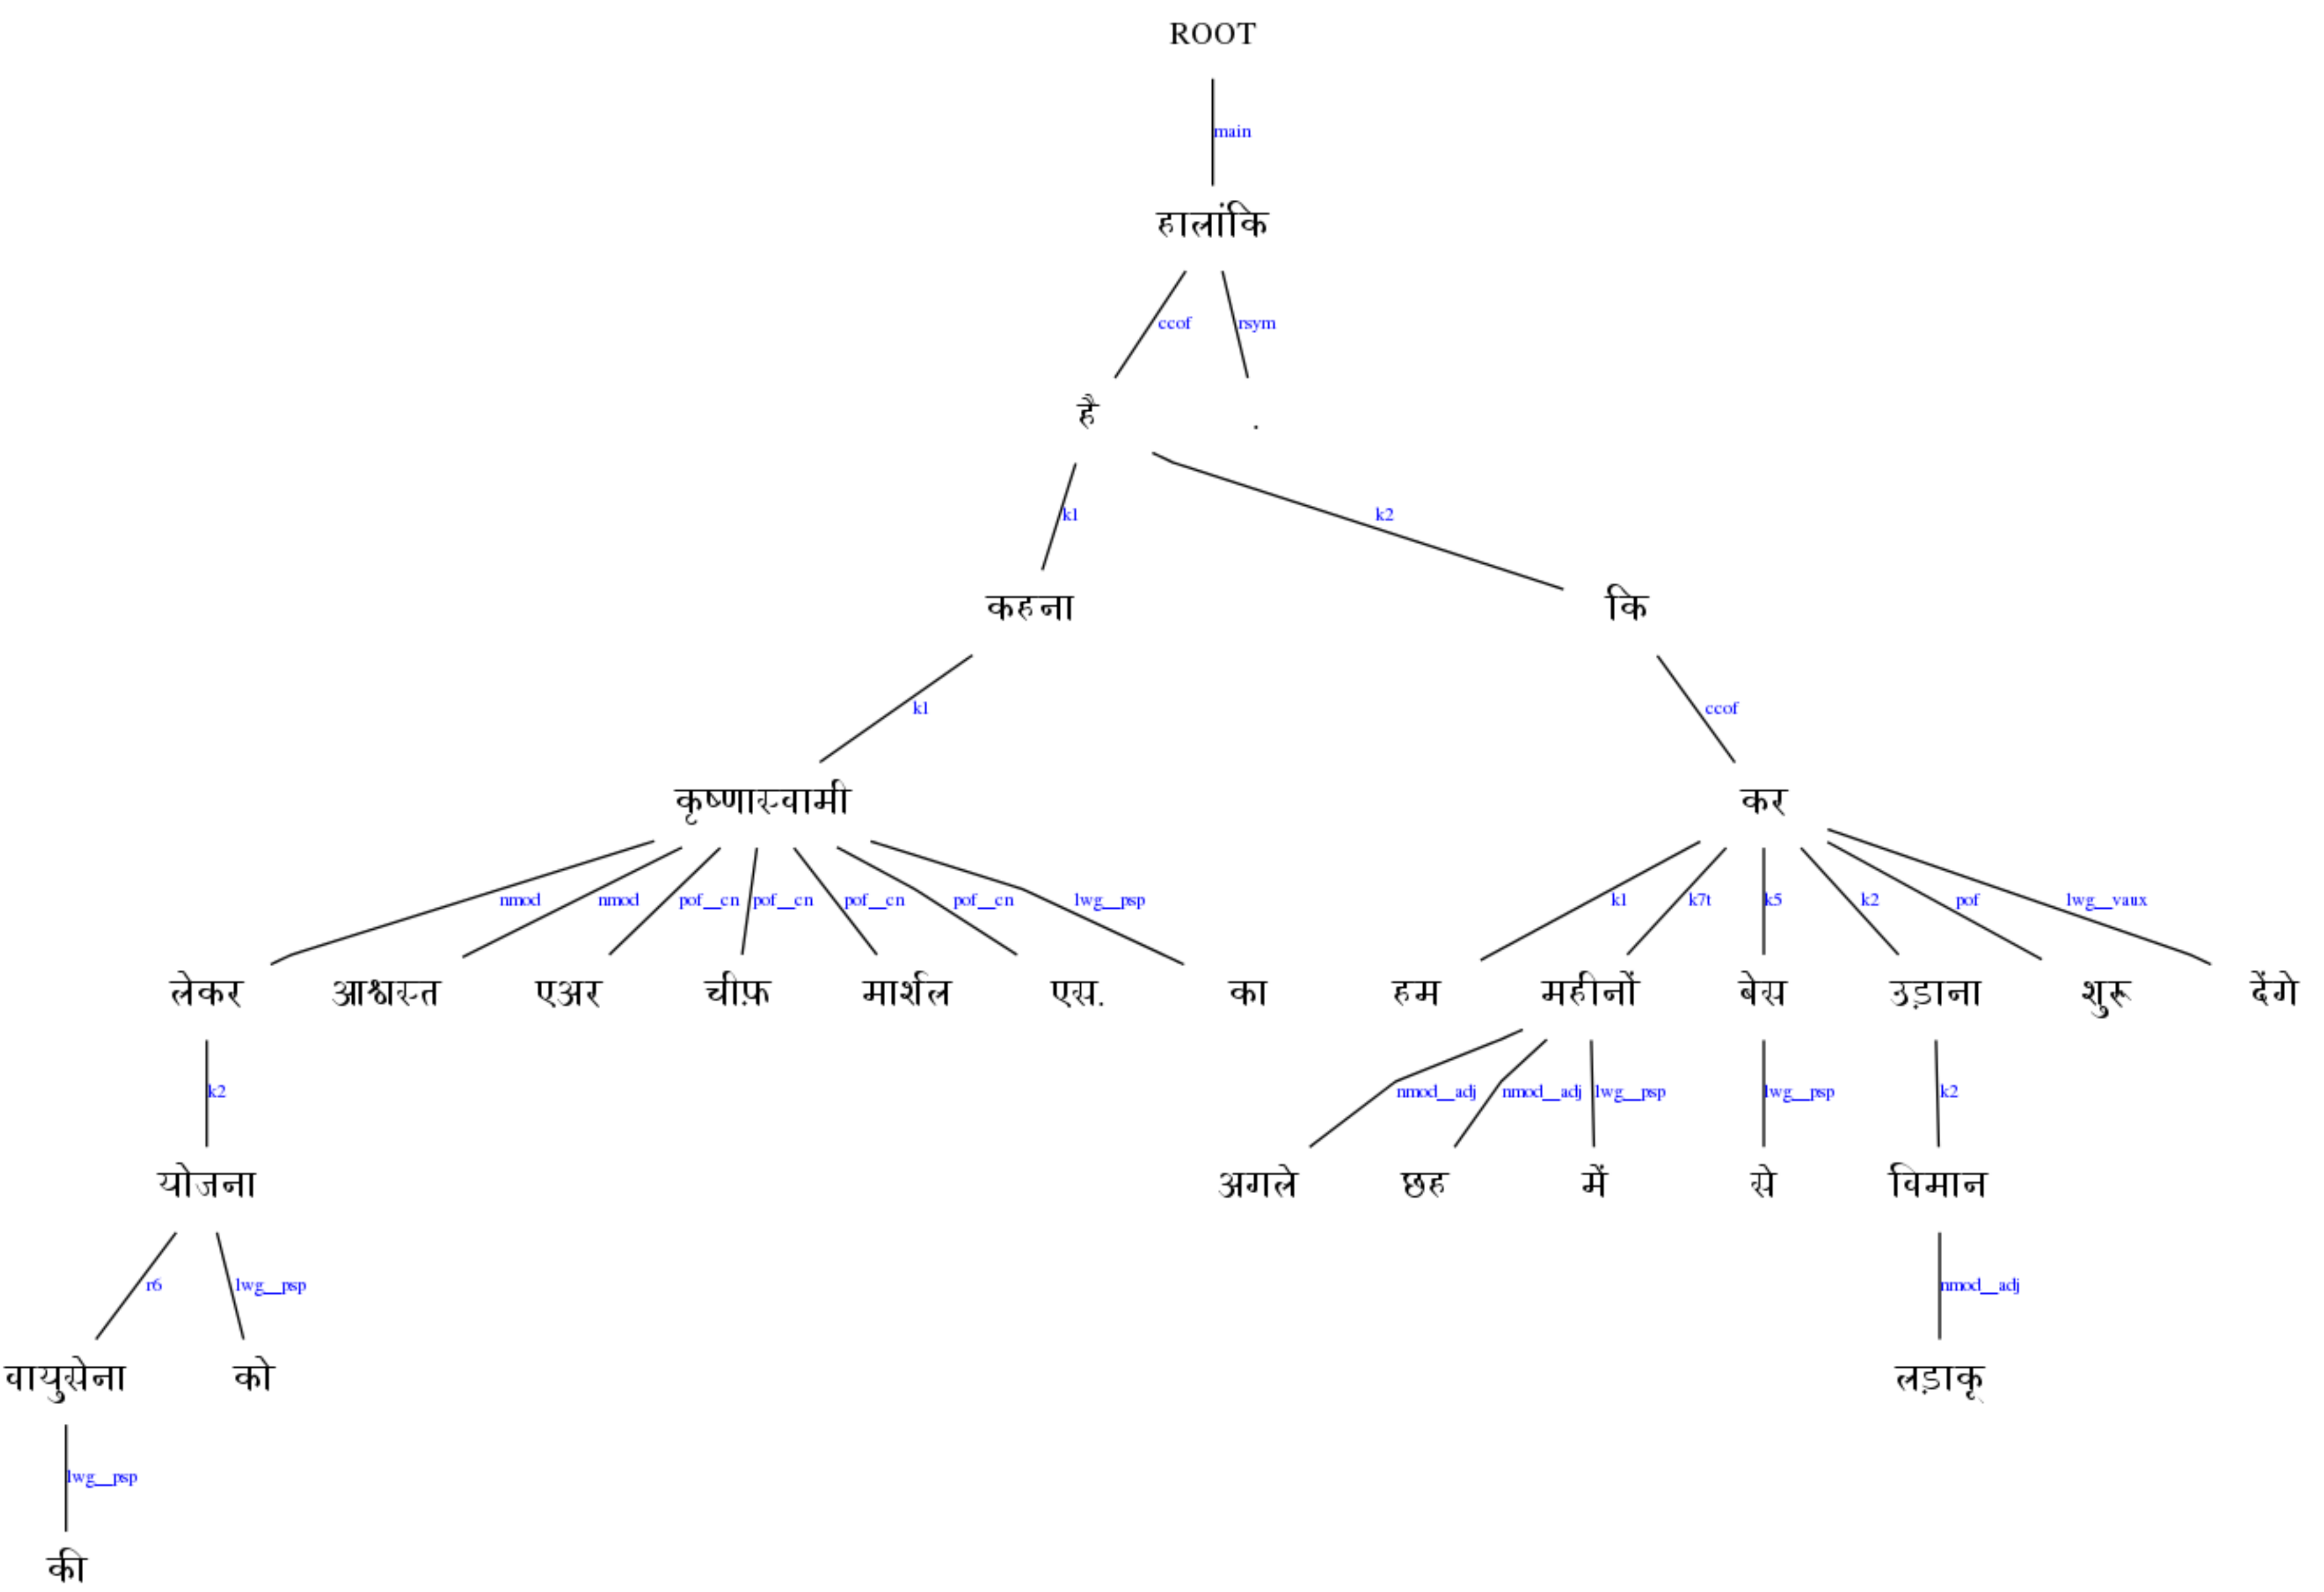 ROOT
main
हालांकि
ccof rsym
है .
k1 k2
कहना कि
k1 ccof
कृष्णास्वामी कर
nmod nmod pof__cn pof__cn pof__cn pof__cn lwg__psp k1 k7t k5 k2 pof lwg__vaux
लेकर आश्वस्त एअर चीफ़ मार्शल एस. का हम महीनों बेस उड़ाना शुरू देंगे
k2 nmod__adj nmod__adj lwg__psp lwg__psp k2
योजना अगले छह में से विमान
r6 lwg__psp nmod__adj
वायुसेना को लड़ाकू
lwg__psp
की